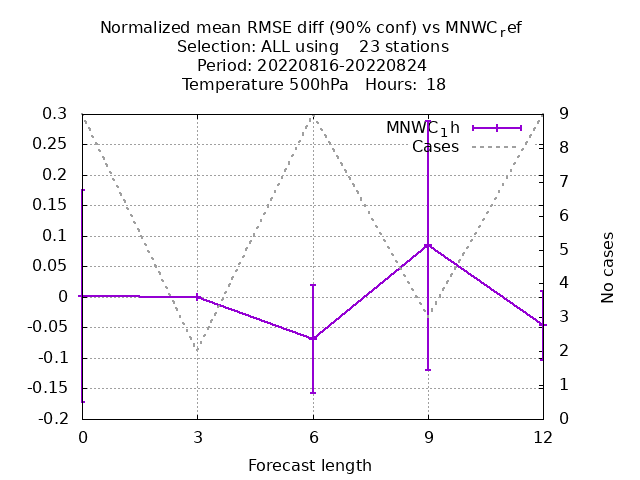 Normalized mean RMSE diff (90% conf) vs MNWC_ref
Selection: ALL using    23 stations
Period: 20220816-20220824
Temperature 500hPa   Hours:  18
MNWC_1h
Cases
0.3
0.25
0.2
0.15
0.1
0.05
0
-0.05
-0.1
-0.15
-0.2
9
8
7
6
5
4
3
2
1
0
No cases
0 3 6 9 12
Forecast length